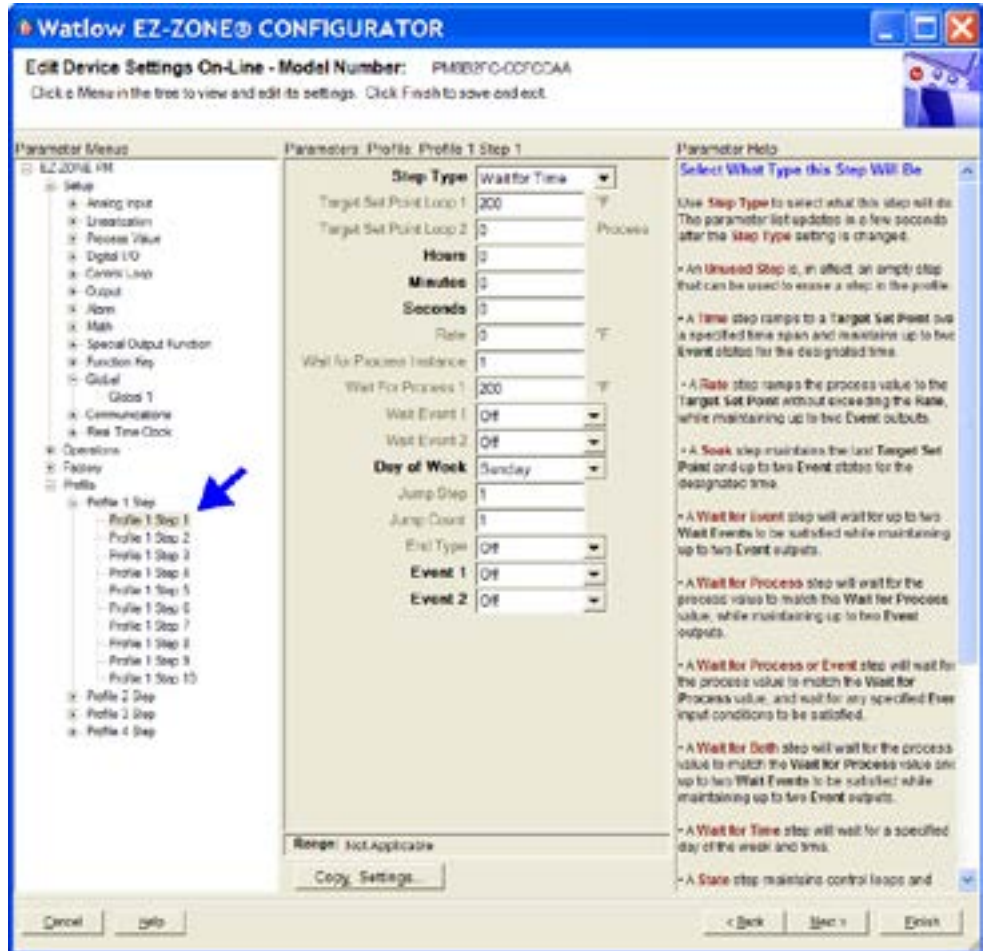 Watlow EZ-ZONE® CONFIGURATOR
Edit Device Settings On-Line - Model Number:
Click a Menu in the tree to view and edit its settings. Click Finish to save and exit.
Parameter Menus
EZ-ZONE PM
Setup
Analog Input
Linearization
Process Value
Digital I/O
Control Loop
Output
Alarm
Math
Special Output Function
Function Key
Global
Global 1
Communications
Real Time Clock
Operations
Factory
Profile
Profile 1 Step
Profile 1 Step 1
Profile 1 Step 2
Profile 1 Step 3
Profile 1 Step 4
Profile 1 Step 5
Profile 1 Step 6
Profile 1 Step 7
Profile 1 Step 8
Profile 1 Step 9
Profile 1 Step 10
Profile 2 Step
Profile 3 Step
Profile 4 Step
Parameters: Profile: Profile 1 Step 1
Step Type Wait for Time
Target Set Point Loop 1 200 °F
Target Set Point Loop 2 0 Process
Hours 0
Minutes 0
Seconds 0
Rate 0 °F
Wait for Process Instance 1
Wait For Process 1 200 °F
Wait Event 1 Off
Wait Event 2 Off
Day of Week Sunday
Jump Step 1
Jump Count 1
End Type Off
Event 1 Off
Event 2 Off
Range: Not Applicable
Copy Settings...
Parameter Help
Select What Type this Step Will Be
Use Step Type to select what this step will do.
The parameter list updates in a few seconds
after the Step Type setting is changed.
• An Unused Step is, in effect, an empty step
that can be used to erase a step in the profile.
• A Time step ramps to a Target Set Point ove
a specified time span and maintains up to two
Event states for the designated time.
• A Rate step ramps the process value to the
Target Set Point without exceeding the Rate,
while maintaining up to two Event outputs.
• A Soak step maintains the last Target Set
Point and up to two Event states for the
designated time.
• A Wait for Event step will wait for up to two
Wait Events to be satisfied while maintaining
up to two Event outputs.
• A Wait for Process step will wait for the
process value to match the Wait for Process
value, while maintaining up to two Event
outputs.
• A Wait for Process or Event step will wait for
the process value to match the Wait for
Process value, and wait for any specified Even
input conditions to be satisfied.
• A Wait for Both step will wait for the process
value to match the Wait for Process value and
up to two Wait Events to be satisfied while
maintaining up to two Event outputs.
• A Wait for Time step will wait for a specified
day of the week and time.
• A State step maintains control loops and
Cancel
Help
< Back
Next >
Finish